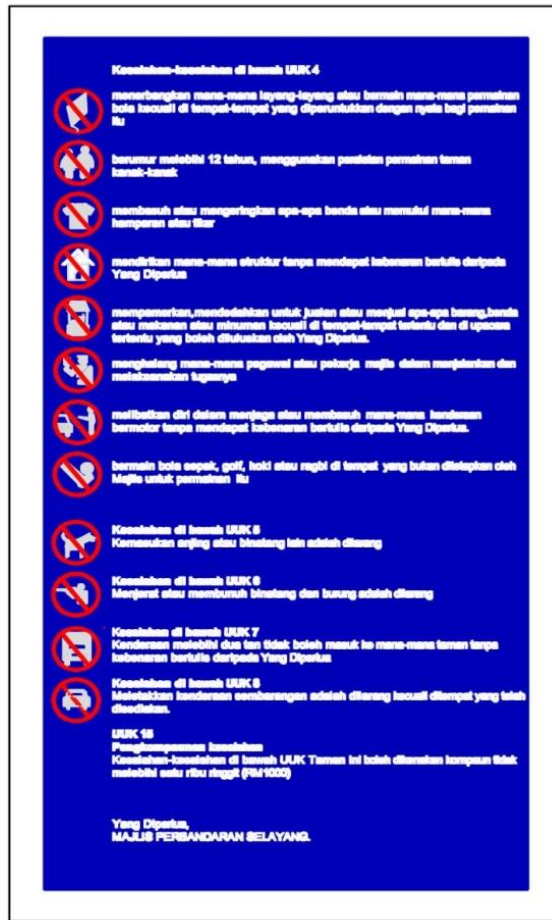 Kesalahan-kesalahan di bawah UUK 4
menerbangkan mana-mana layang-layang atau bermain mana-mana permainan
bola kecuali di tempat-tempat yang diperuntukkan dengan nyata bagi permainan
itu
berumur melebihi 12 tahun, menggunakan peralatan permainan taman
kanak-kanak
membasuh atau mengeringkan apa-apa benda atau memukul mana-mana
hamparan atau tikar
mendirikan mana-mana struktur tanpa mendapat kebenaran bertulis daripada
Yang Dipertua
mempamerkan,mendedahkan untuk jualan atau menjual apa-apa barang,benda
atau makanan atau minuman kecuali di tempat-tempat tertentu dan di upacara
tertentu yang boleh diluluskan oleh Yang Dipertua.
menghalang mana-mana pegawai atau pekerja majlis dalam menjalankan dan
melaksanakan tugasnya
melibatkan diri dalam menjaga atau membasuh mana-mana kenderaan
bermotor tanpa mendapat kebenaran bertulis daripada Yang Dipertua.
bermain bola sepak, golf, hoki atau ragbi di tempat yang bukan ditetapkan oleh
Majlis untuk permainan itu
Kesalahan di bawah UUK 5
Kemasukan anjing atau binatang lain adalah dilarang
Kesalahan di bawah UUK 6
Menjerat atau membunuh binatang dan burung adalah dilarang
Kesalahan di bawah UUK 7
Kenderaan melebihi dua tan tidak boleh masuk ke mana-mana taman tanpa
kebenaran bertulis daripada Yang Dipertua
Kesalahan di bawah UUK 8
Meletakkan kenderaan sembarangan adalah dilarang kecuali ditempat yang telah
disediakan.
UUK 15
Pengkompaunan kesalahan
Kesalahan-kesalahan di bawah UUK Taman ini boleh dikenakan kompaun tidak
melebihi satu ribu ringgit (RM1000)
Yang Dipertua,
MAJLIS PERBANDARAN SELAYANG.